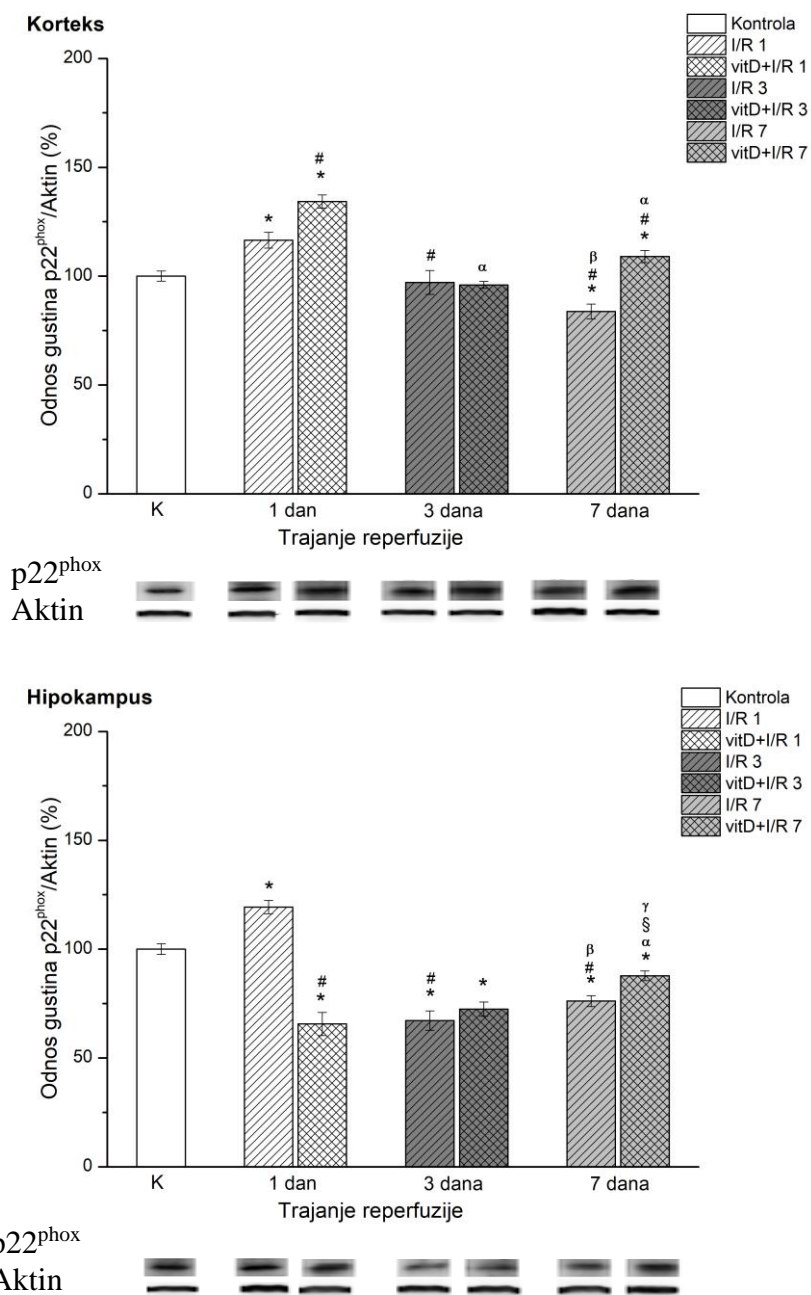 Korteks
Kontrola
I/R 1
vitD+I/R 1
I/R 3
vitD+I/R 3
I/R 7
vitD+I/R 7
Odnos gustina p22phox/Aktin (%)
200
150
100
50
0
*
#
*
#
α
β
#
*
α
#
*
K
1 dan
3 dana
7 dana
Trajanje reperfuzije
p22phox
Aktin
Hipokampus
Kontrola
I/R 1
vitD+I/R 1
I/R 3
vitD+I/R 3
I/R 7
vitD+I/R 7
Odnos gustina p22phox/Aktin (%)
200
150
100
50
0
*
#
*
#
*
*
β
#
*
γ
§
α
*
K
1 dan
3 dana
7 dana
Trajanje reperfuzije
p22phox
Aktin